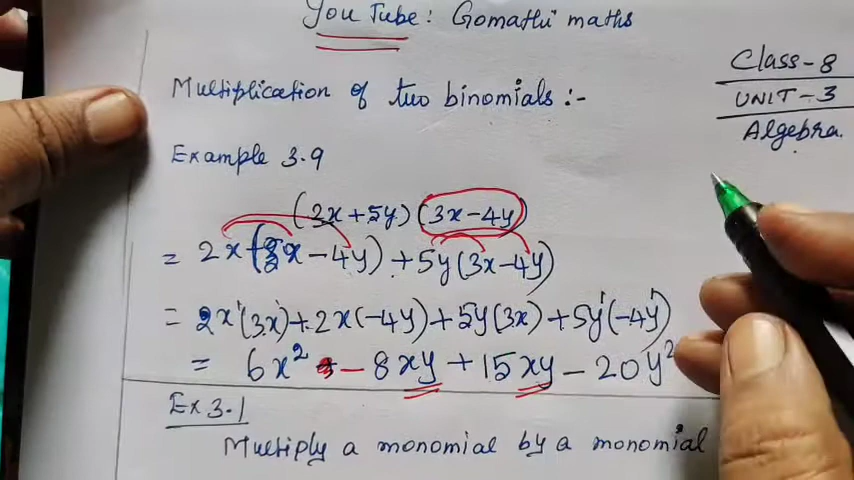 YouTube: Gomathi maths
Class-8
UNIT-3
Algebra.
Multiplication of two binomials :-
Example 3.9
(2x+5y)(3x-4y)
= 2x(3x-4y)+5y(3x-4y)
= 2x(3x)+2x(-4y)+5y(3x)+5y(-4y)
= 6x² - 8xy + 15xy - 20y²
Ex 3.1
Multiply a monomial by a monomial